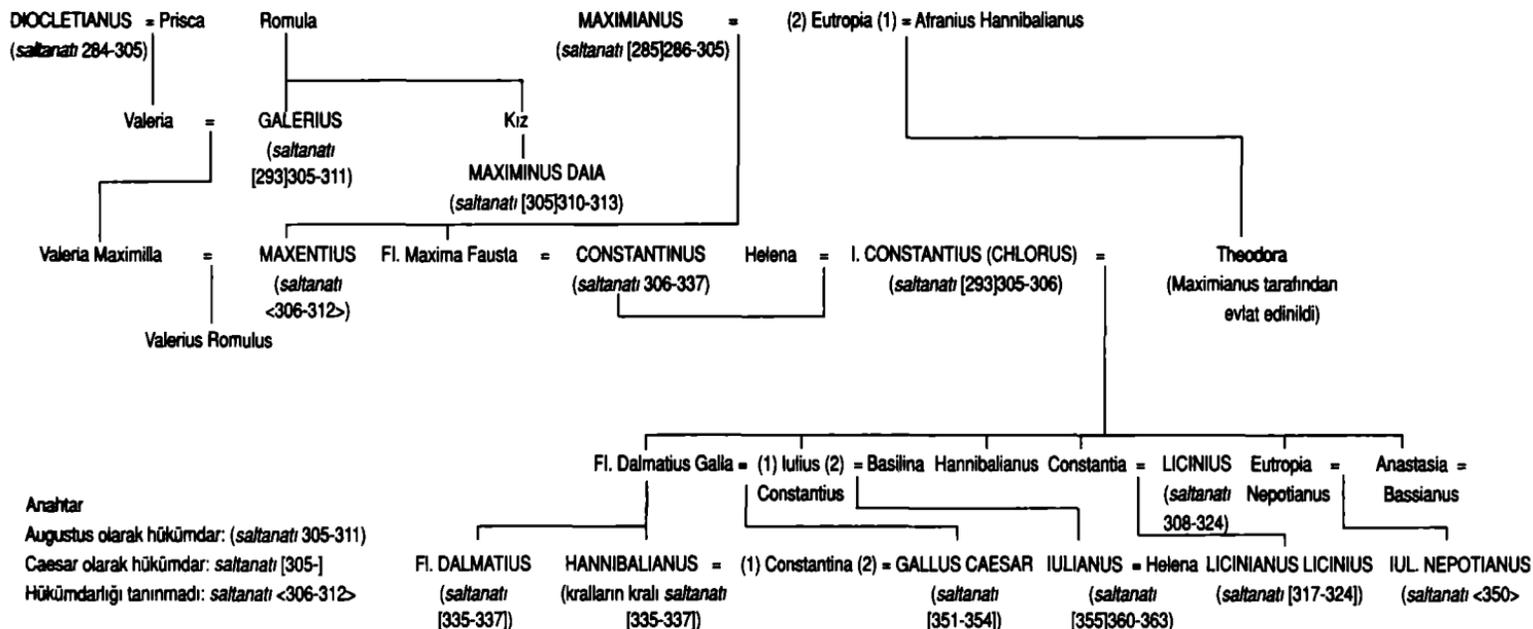 DIOCLETIANUS = Prisca Romula MAXIMIANUS = (2) Eutropia (1) = Afranius Hannibalianus
(saltanatı 284-305) (saltanatı [285]286-305)
Valeria = GALERIUS Kız
(saltanatı
[293]305-311) MAXIMINUS DAIA
(saltanatı [305]310-313)
Valeria Maximilla = MAXENTIUS Fl. Maxima Fausta = CONSTANTINUS Helena = I. CONSTANTIUS (CHLORUS) = Theodora
(saltanatı (saltanatı 306-337) (saltanatı [293]305-306) (Maximianus tarafından
<306-312>) evlat edinildi)
Valerius Romulus
Fl. Dalmatius Galla = (1) Iulius (2) = Basilina Hannibalianus Constantia = LICINIUS Eutropia = Anastasia =
Constantius (saltanatı Nepotianus Bassianus
308-324)
Anahtar
Augustus olarak hükümdar: (saltanatı 305-311)
Caesar olarak hükümdar: saltanatı [305-]
Hükümdarlığı tanınmadı: saltanatı <306-312>
Fl. DALMATIUS HANNIBALIANUS = (1) Constantina (2) = GALLUS CAESAR IULIANUS = Helena LICINIANUS LICINIUS IUL. NEPOTIANUS
(saltanatı (kralların kralı saltanatı (saltanatı (saltanatı (saltanatı [317-324]) (saltanatı <350>
[335-337]) [335-337]) [351-354]) [355]360-363)